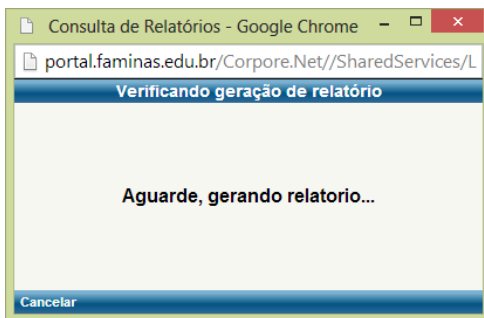 Consulta de Relatórios - Google Chrome
portal.faminas.edu.br/Corpore.Net//SharedServices/L
Verificando geração de relatório
Aguarde, gerando relatorio...
Cancelar